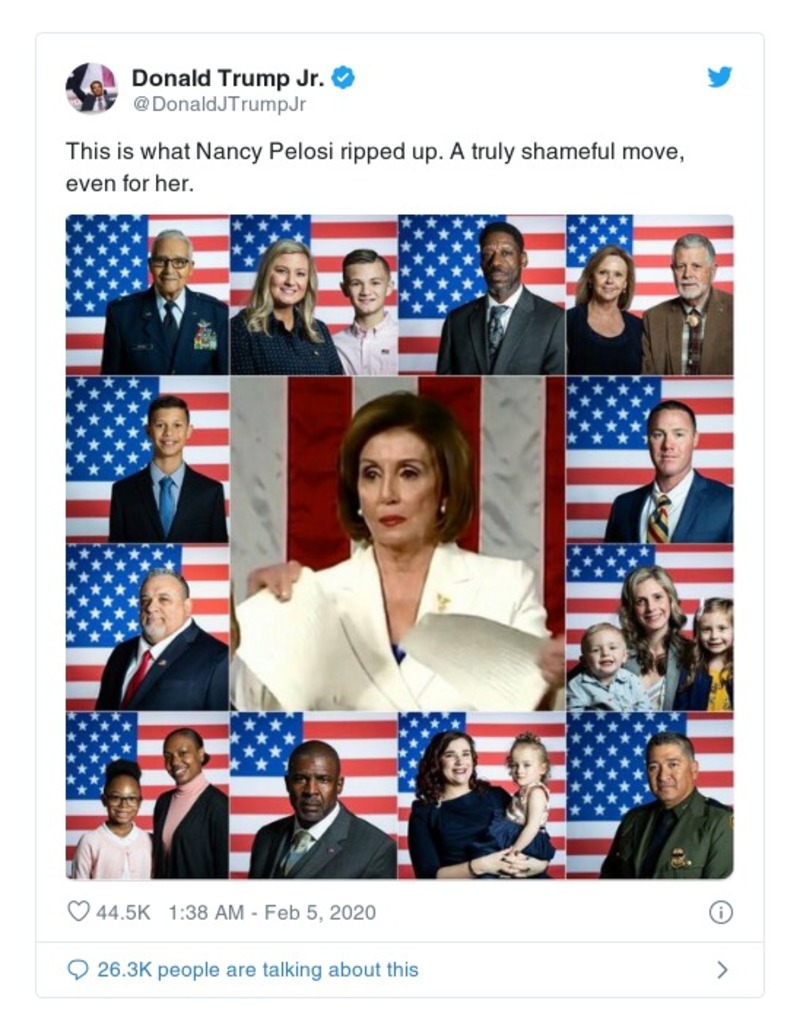 Donald Trump Jr.
@DonaldJTrumpJr
This is what Nancy Pelosi ripped up. A truly shameful move,
even for her.
44.5K 1:38 AM - Feb 5, 2020
26.3K people are talking about this